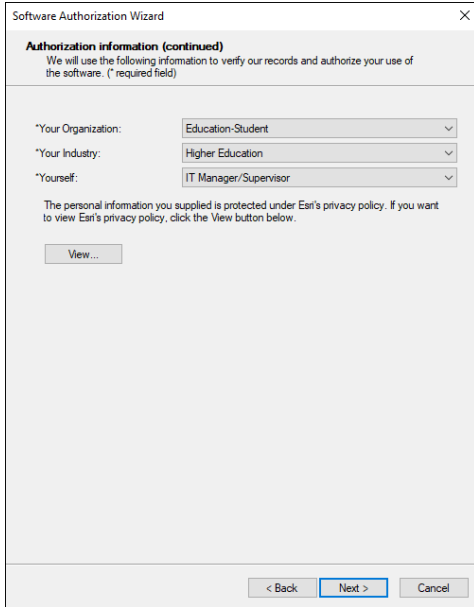 Software Authorization Wizard
Authorization information (continued)
We will use the following information to verify our records and authorize your use of
the software. (* required field)
*Your Organization: Education-Student
*Your Industry: Higher Education
*Yourself: IT Manager/Supervisor
The personal information you supplied is protected under Esri's privacy policy. If you want
to view Esri's privacy policy, click the View button below.
View...
< Back Next > Cancel